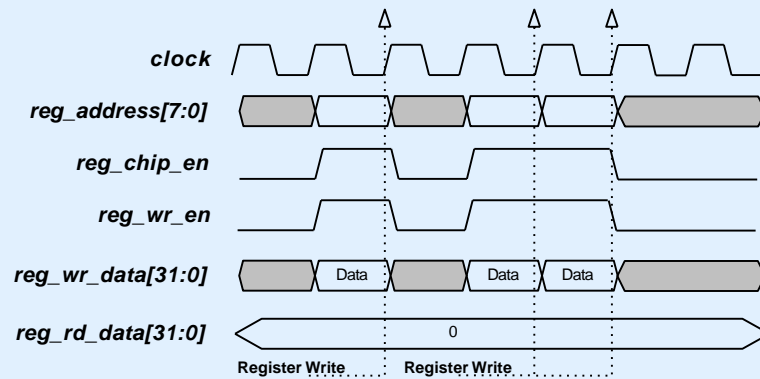 clock
reg_address[7:0]
reg_chip_en
reg_wr_en
reg_wr_data[31:0]
Data
Data
Data
reg_rd_data[31:0]
0
Register Write
Register Write